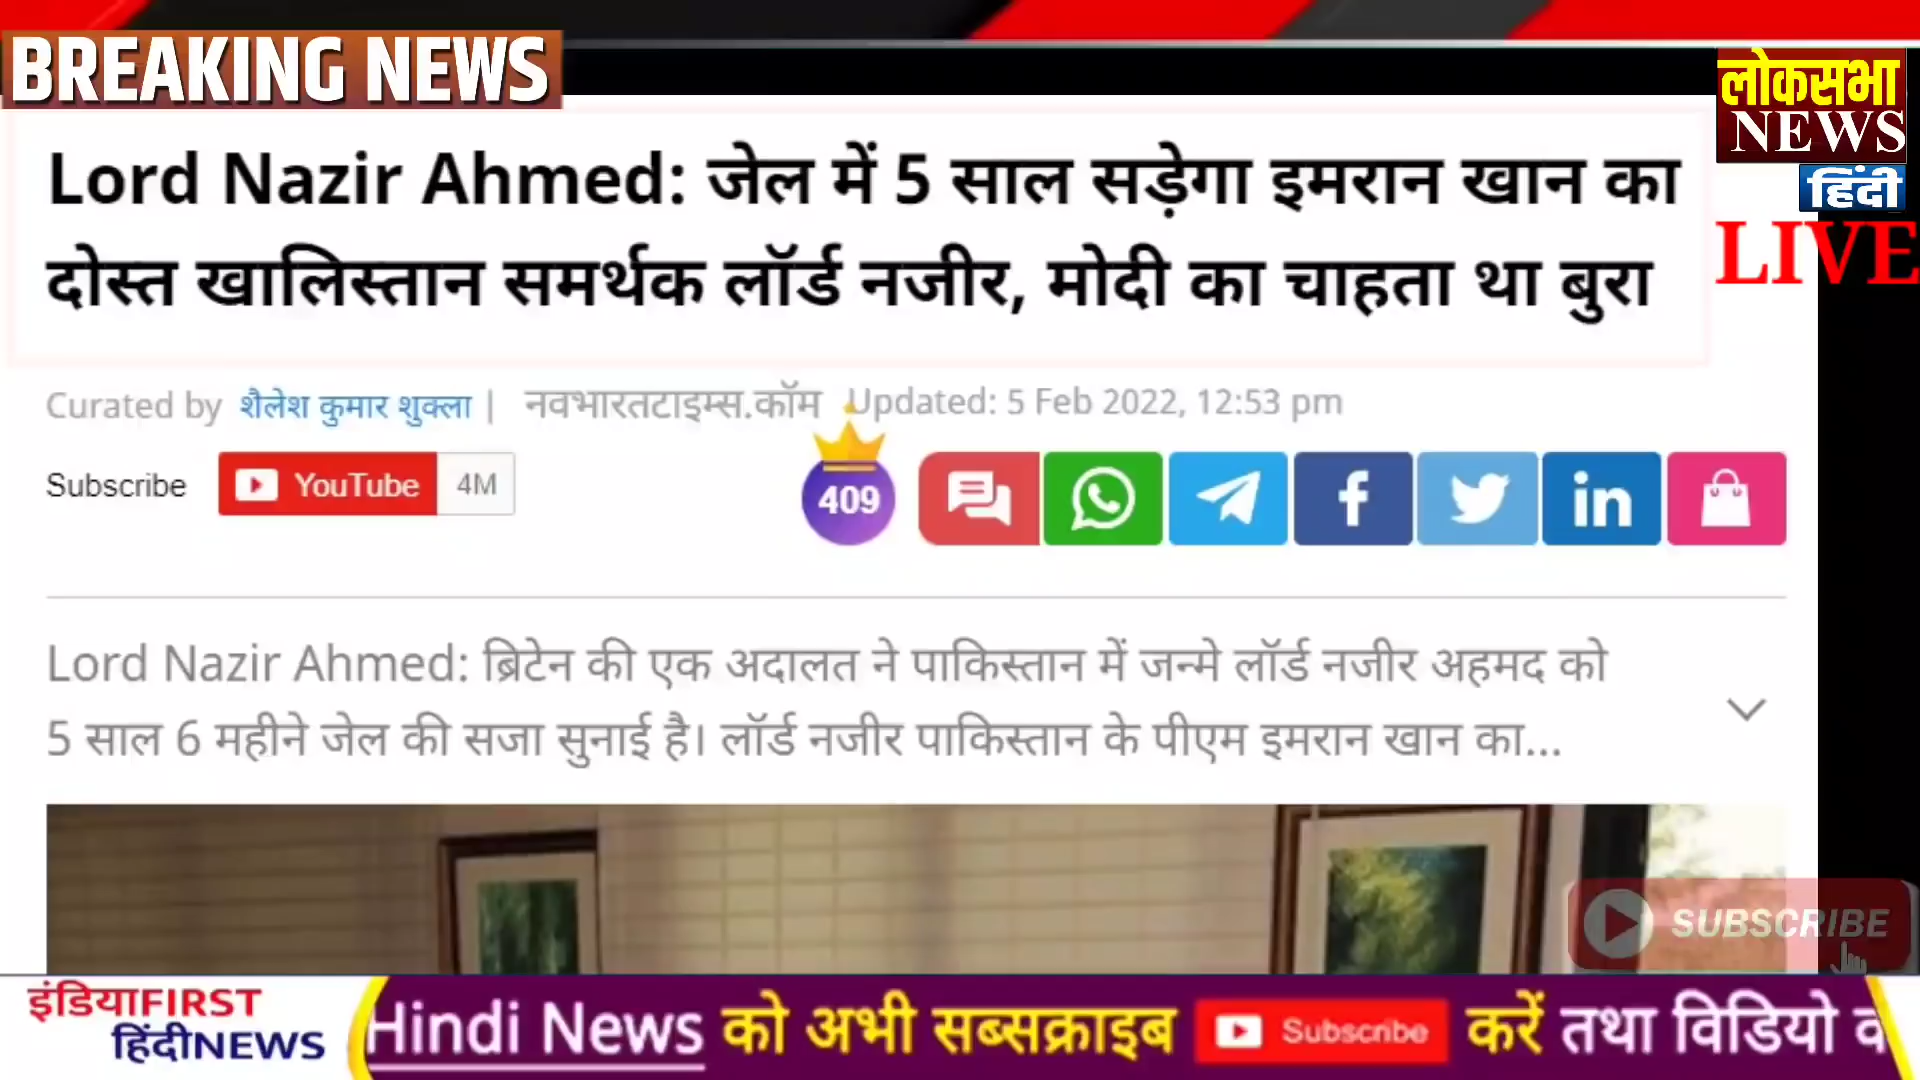 BREAKING NEWS
लोकसभा
NEWS
हिंदी
LIVE
Lord Nazir Ahmed: जेल में 5 साल सड़ेगा इमरान खान का
दोस्त खालिस्तान समर्थक लॉर्ड नजीर, मोदी का चाहता था बुरा
Curated by शैलेश कुमार शुक्ला | नवभारतटाइम्स.कॉम Updated: 5 Feb 2022, 12:53 pm
Subscribe YouTube 4M 409
Lord Nazir Ahmed: ब्रिटेन की एक अदालत ने पाकिस्तान में जन्मे लॉर्ड नजीर अहमद को
5 साल 6 महीने जेल की सजा सुनाई है। लॉर्ड नजीर पाकिस्तान के पीएम इमरान खान का...
SUBSCRIBE
इंडियाFIRST
हिंदीNEWS
Hindi News को अभी सब्सक्राइब Subscribe करें तथा विडियो